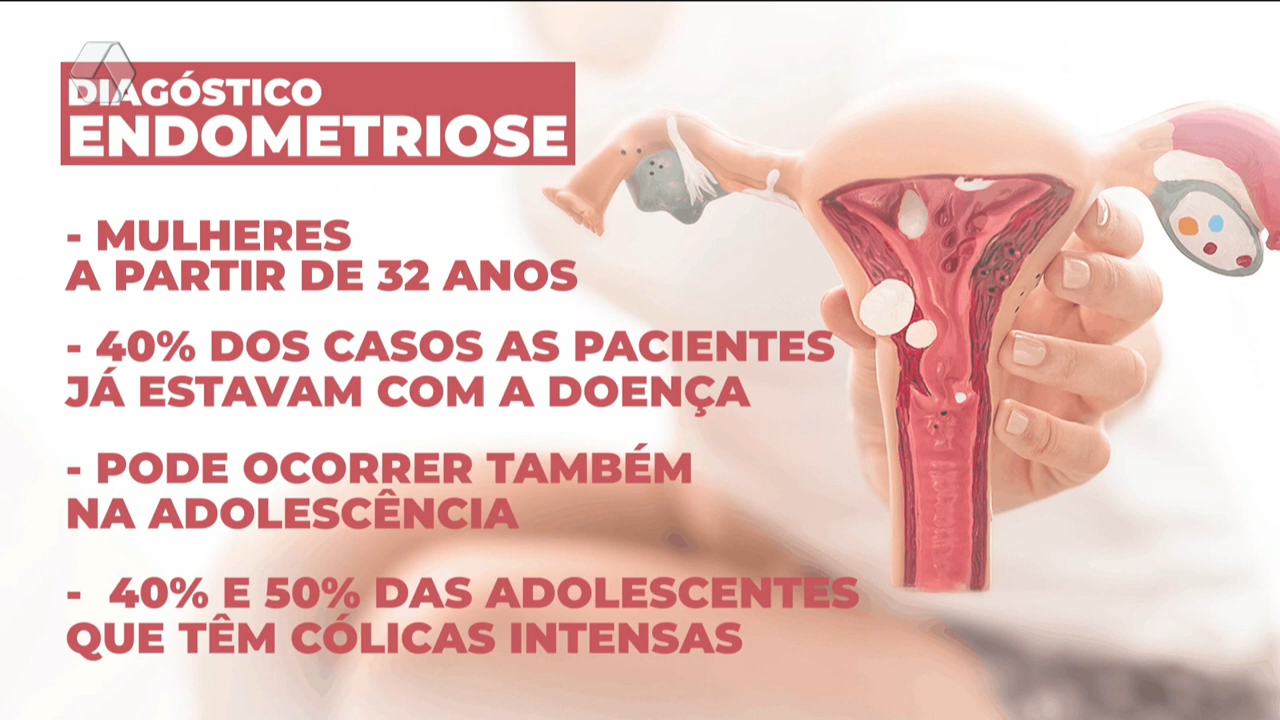 DIAGÓSTICO
ENDOMETRIOSE
- MULHERES
A PARTIR DE 32 ANOS
- 40% DOS CASOS AS PACIENTES
JÁ ESTAVAM COM A DOENÇA
- PODE OCORRER TAMBÉM
NA ADOLESCÊNCIA
- 40% E 50% DAS ADOLESCENTES
QUE TÊM CÓLICAS INTENSAS